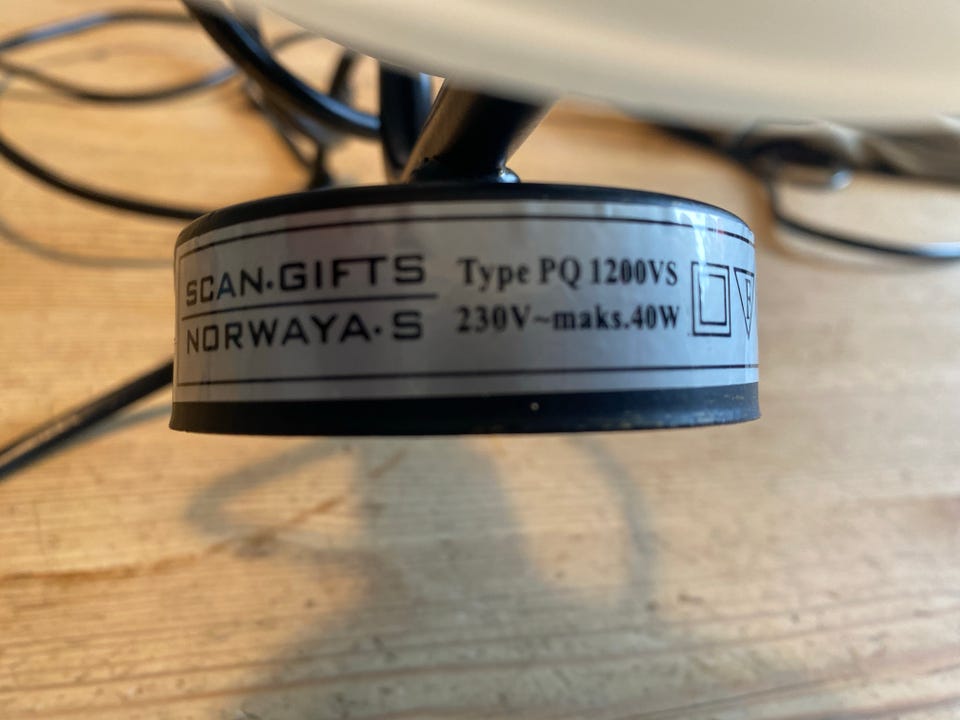 SCAN·GIFTS
NORWAYA·S
Type PQ 1200VS
230V~maks.40W
F